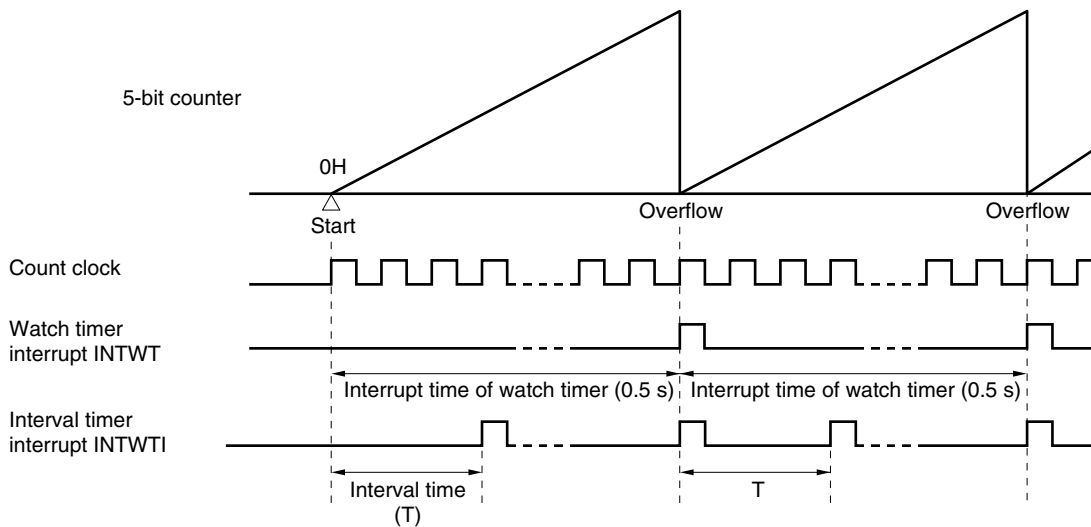 5-bit counter
0H
Start
Overflow
Overflow
Count clock
Watch timer
interrupt INTWT
Interrupt time of watch timer (0.5 s)
Interrupt time of watch timer (0.5 s)
Interval timer
interrupt INTWTI
Interval time
(T)
T